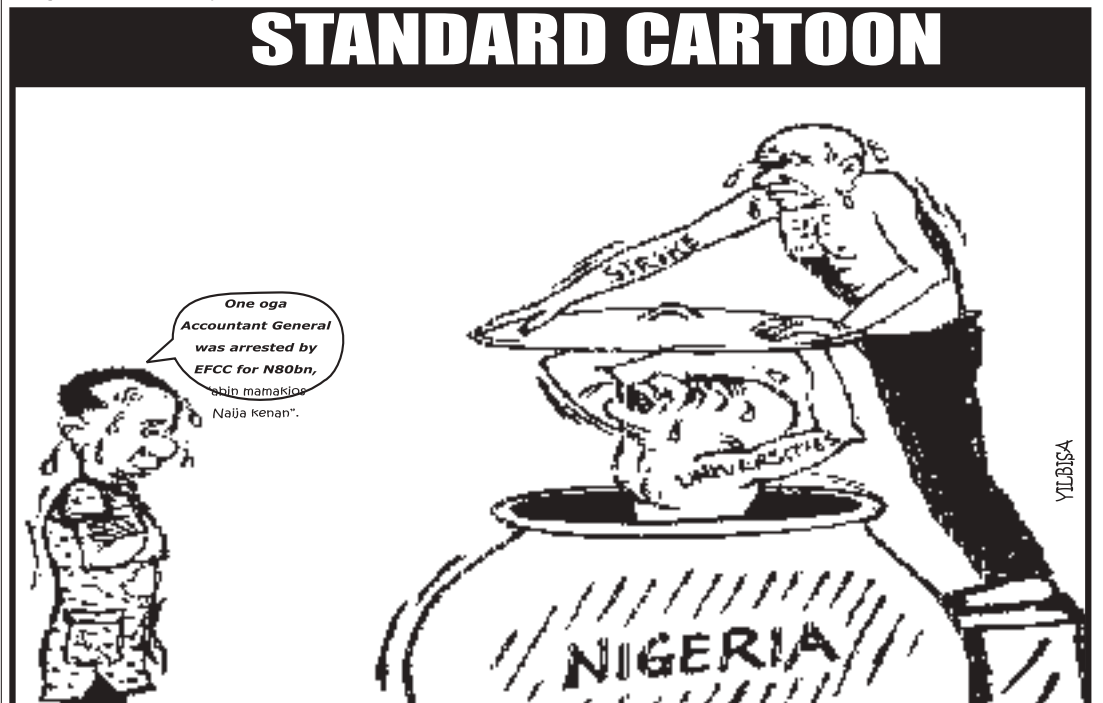 STANDARD CARTOON
One oga
Accountant General
was arrested by
EFCC for N80bn,
'abin mamakios
Naija kenan".
STRIKE
UNIVERSITIES
NIGERIA
YILBISA